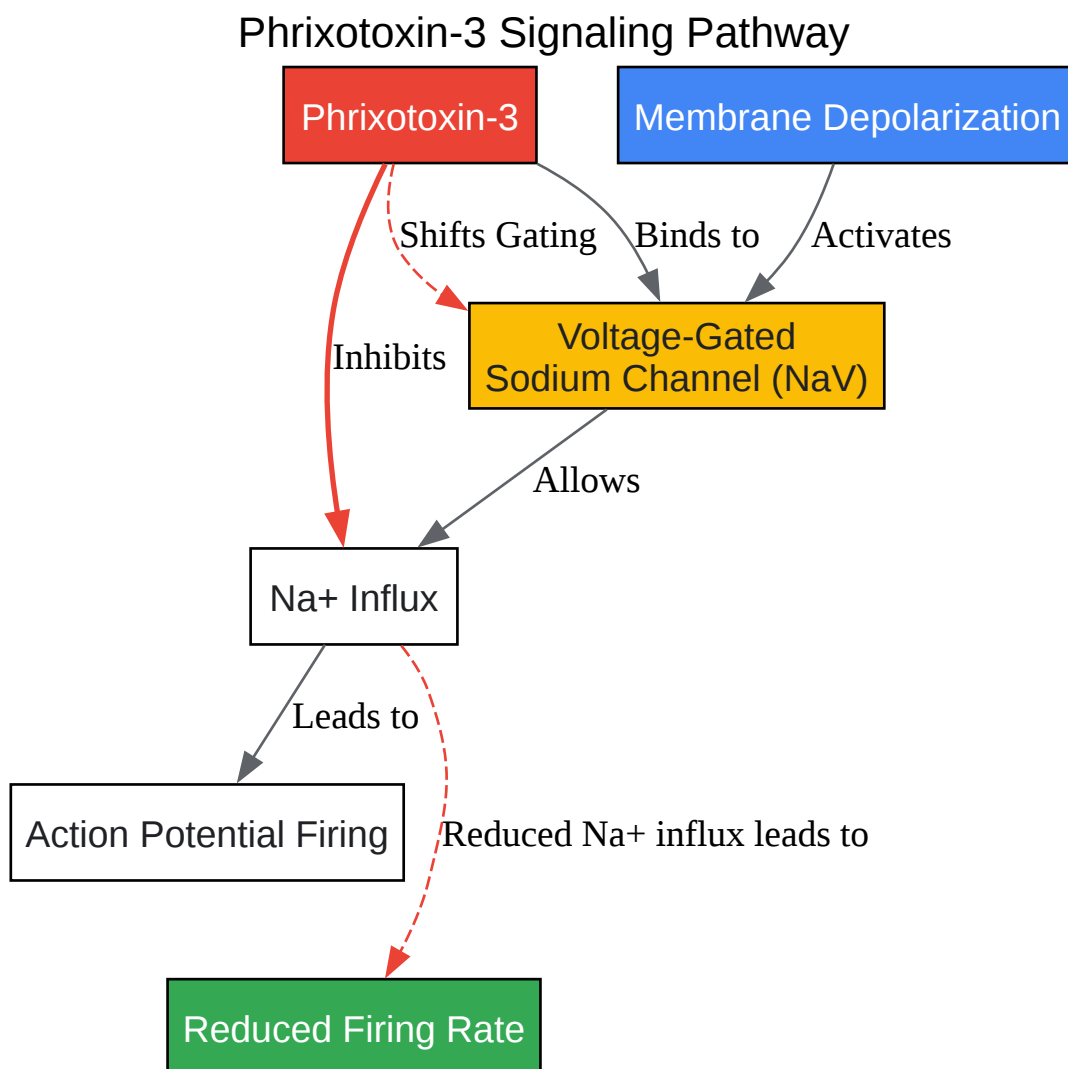 Phrixotoxin-3 Signaling Pathway
Phrixotoxin-3
Membrane Depolarization
Shifts Gating
Binds to
Activates
Voltage-Gated
Sodium Channel (NaV)
Inhibits
Allows
Na+ Influx
Leads to
Action Potential Firing
Reduced Na+ influx leads to
Reduced Firing Rate